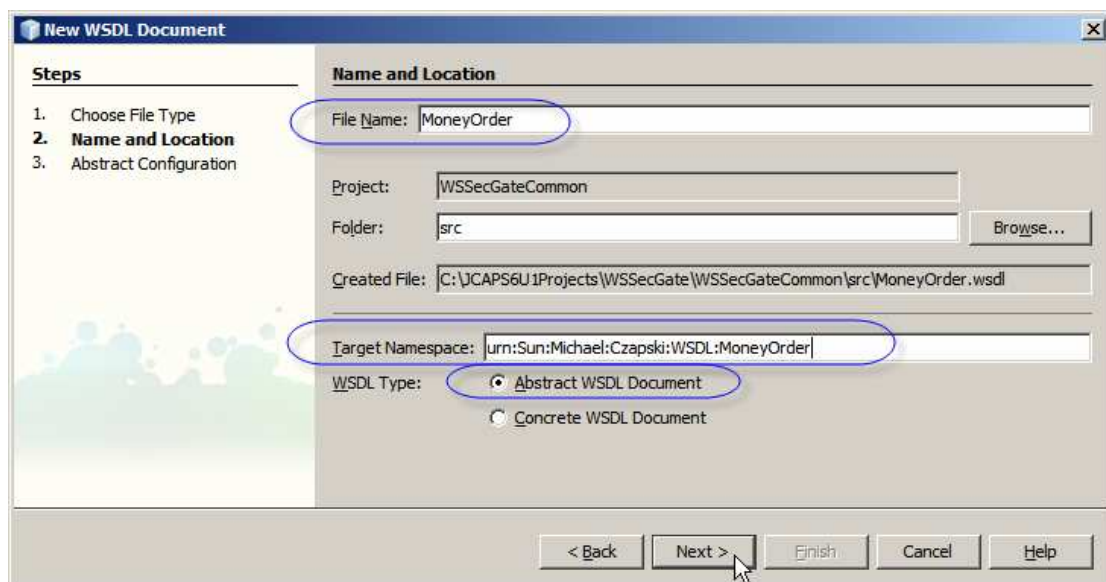 New WSDL Document
Steps
1. Choose File Type
2. Name and Location
3. Abstract Configuration
Name and Location
File Name: MoneyOrder
Project: WSSecGateCommon
Folder: src Browse...
Created File: C:\JCAPS6U1Projects\WSSecGate\WSSecGateCommon\src\MoneyOrder.wsdl
Target Namespace: urn:Sun:Michael:Czapski:WSDL:MoneyOrder
WSDL Type: Abstract WSDL Document
Concrete WSDL Document
< Back Next > Finish Cancel Help